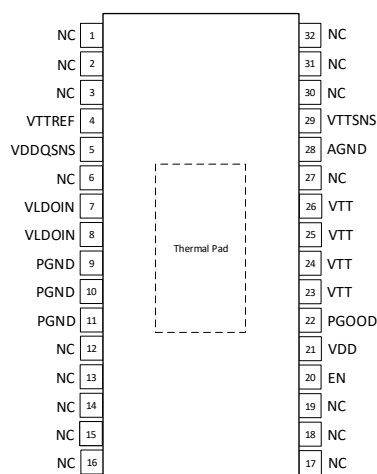 NC 1 32 NC
NC 2 31 NC
NC 3 30 NC
VTTREF 4 29 VTTSNS
VDDQSNS 5 28 AGND
NC 6 27 NC
VLDOIN 7 26 VTT
VLDOIN 8 25 VTT
Thermal Pad
PGND 9 24 VTT
PGND 10 23 VTT
PGND 11 22 PGOOD
NC 12 21 VDD
NC 13 20 EN
NC 14 19 NC
NC 15 18 NC
NC 16 17 NC